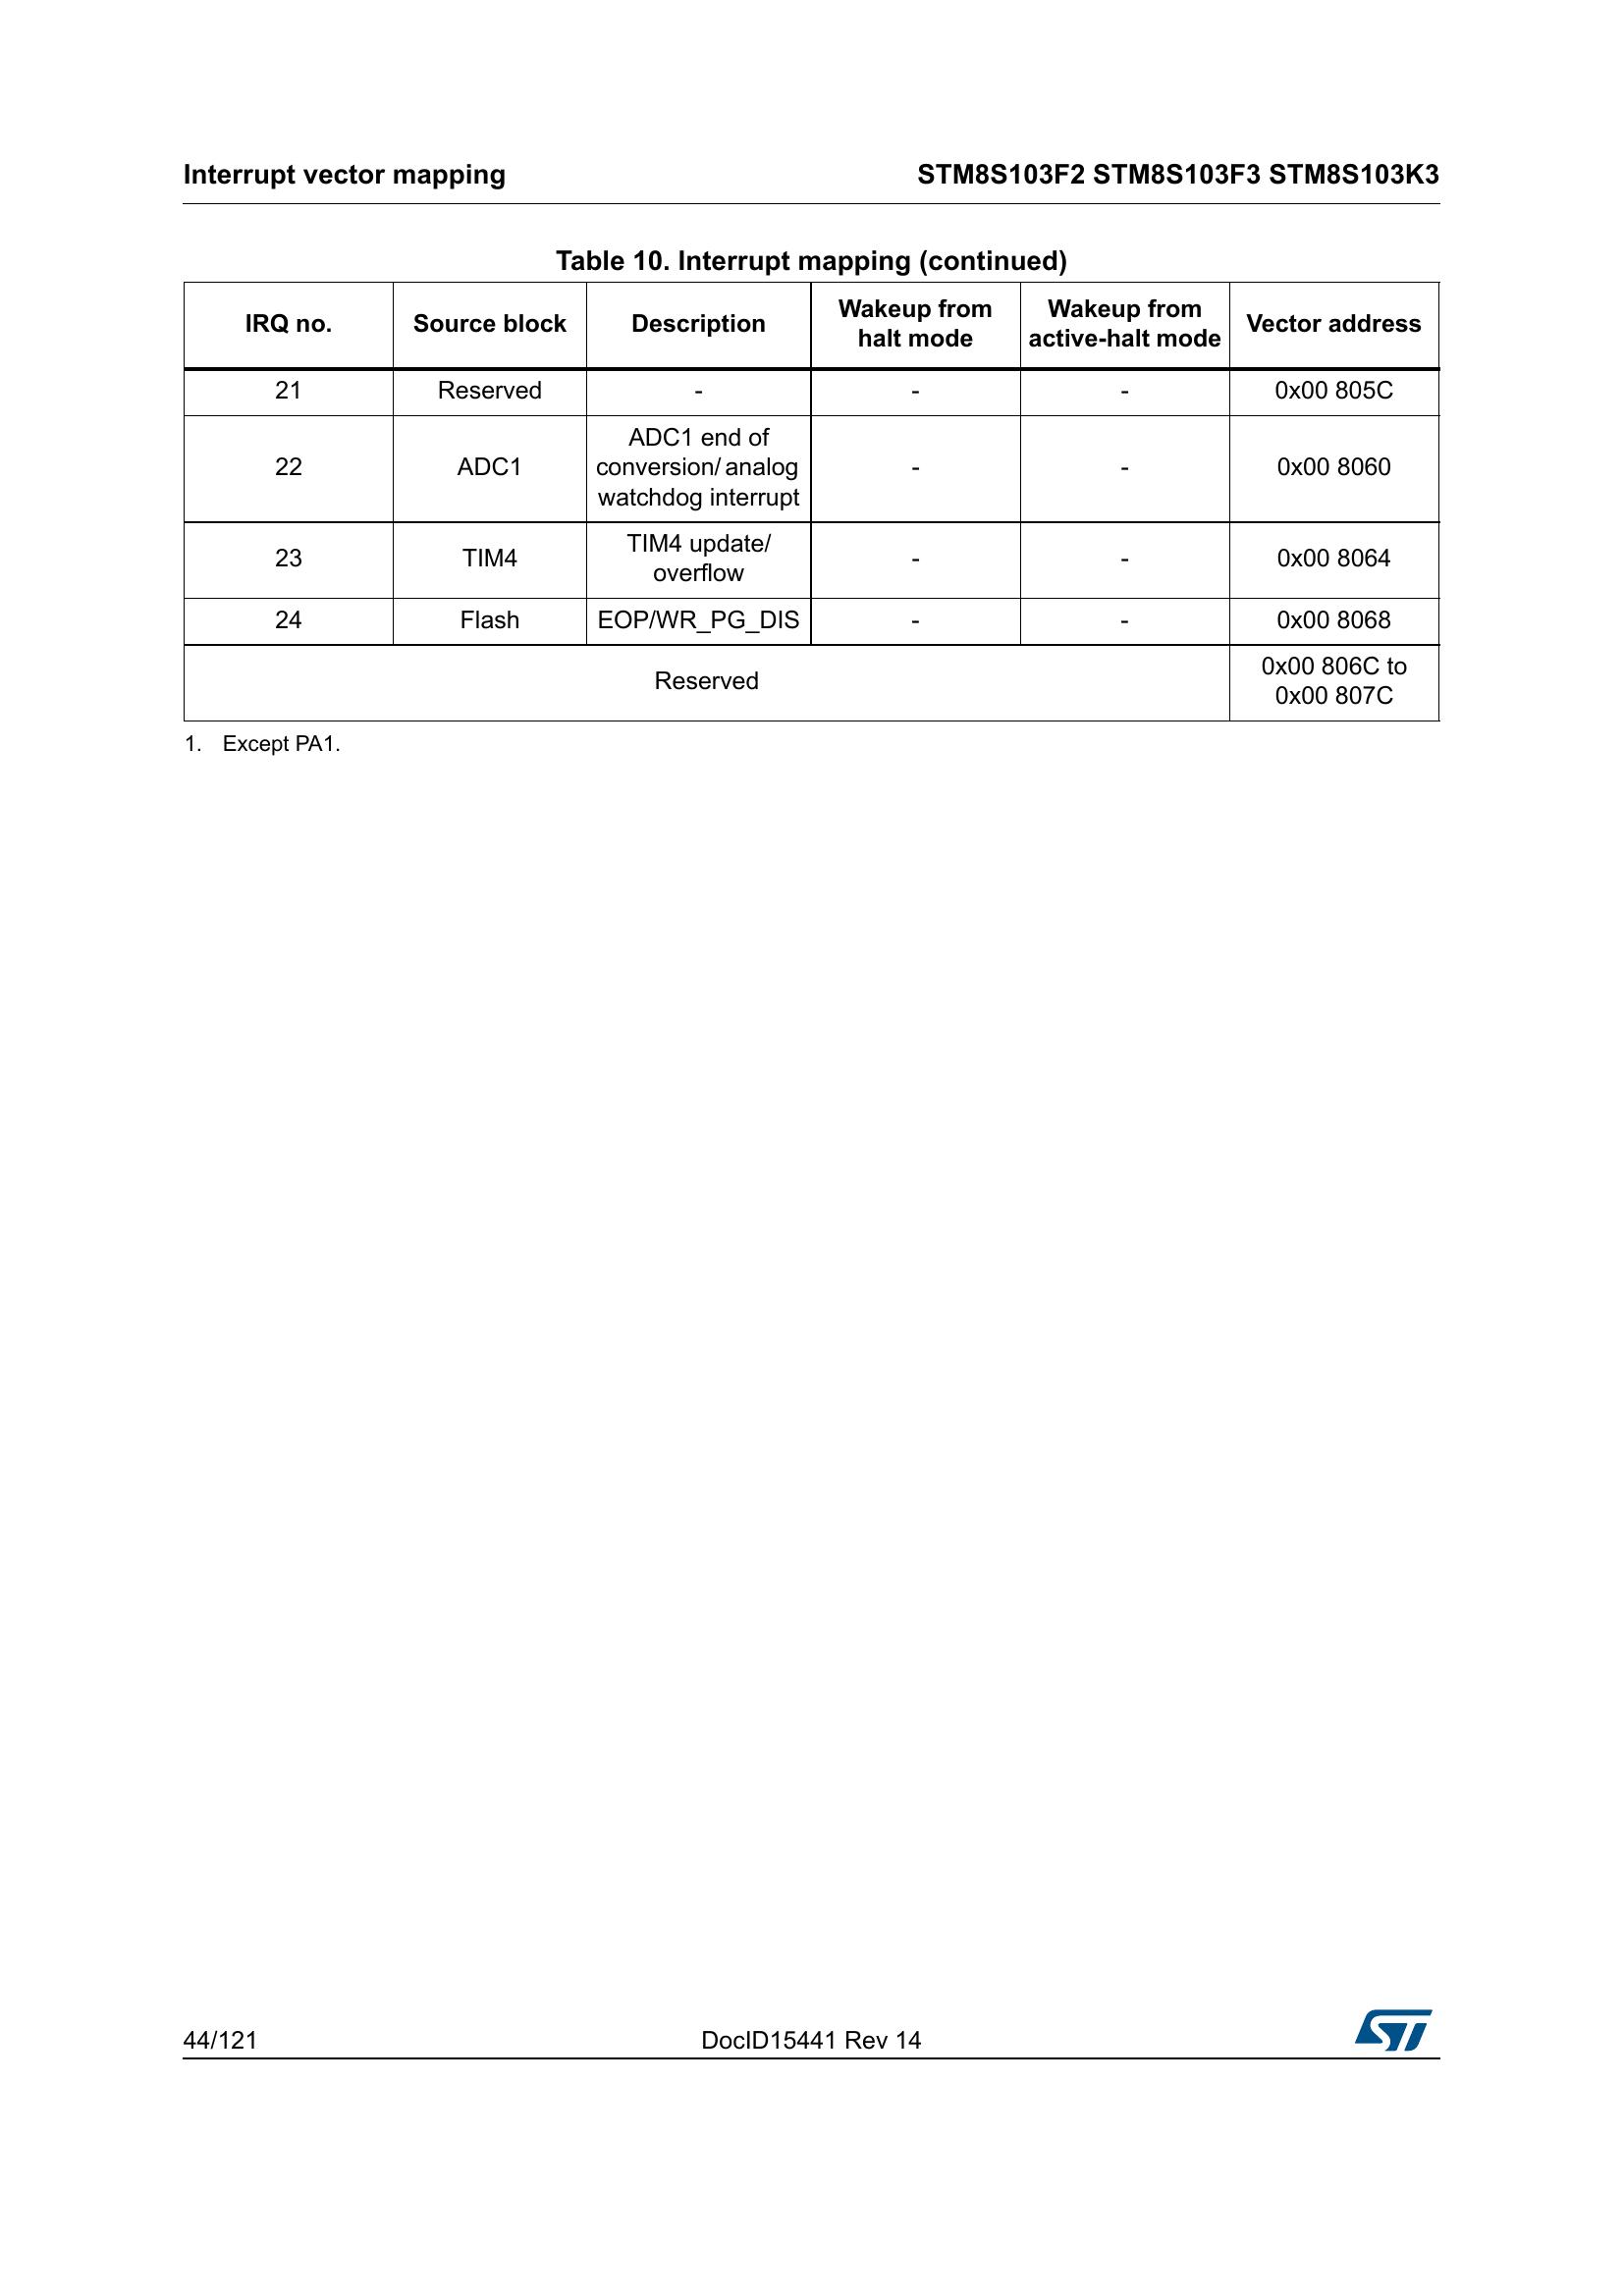 Interrupt vector mapping STM8S103F2 STM8S103F3 STM8S103K3
Table 10. Interrupt mapping (continued)
IRQ no. Source block Description Wakeup from halt mode Wakeup from active-halt mode Vector address
21 Reserved - - - 0x00 805C
22 ADC1 ADC1 end of conversion/ analog watchdog interrupt - - 0x00 8060
23 TIM4 TIM4 update/ overflow - - 0x00 8064
24 Flash EOP/WR_PG_DIS - - 0x00 8068
Reserved 0x00 806C to 0x00 807C
1. Except PA1.
44/121 DocID15441 Rev 14 ST